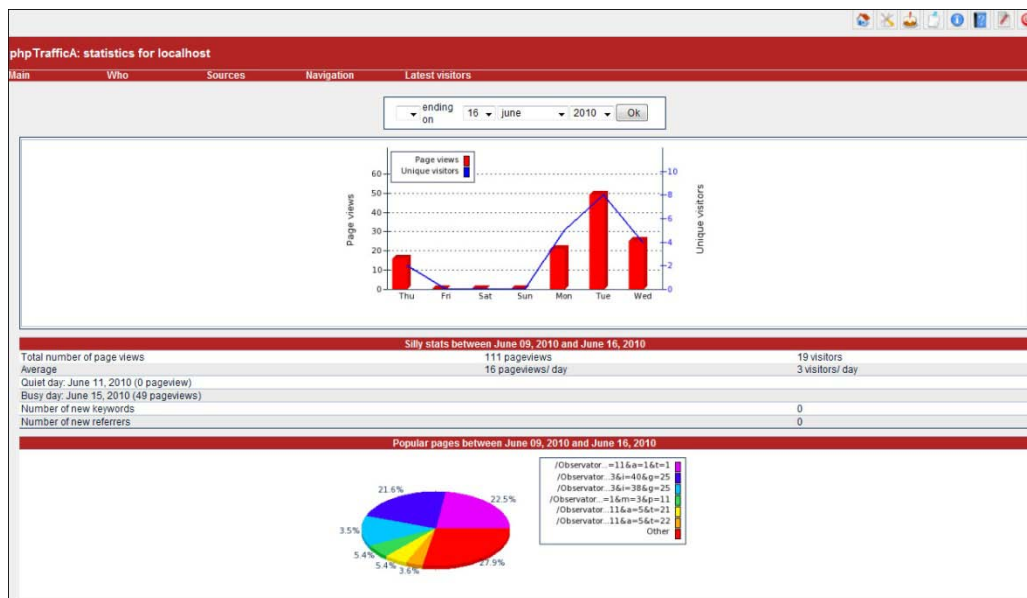 phpTrafficA: statistics for localhost
Main Who Sources Navigation Latest visitors
ending on 16 june 2010 Ok
Page views
Unique visitors
Page views
60
50
40
30
20
10
0
Unique visitors
10
8
6
4
2
0
Thu Fri Sat Sun Mon Tue Wed
Silly stats between June 09, 2010 and June 16, 2010
Total number of page views 111 pageviews 19 visitors
Average 16 pageviews/ day 3 visitors/ day
Quiet day: June 11, 2010 (0 pageview)
Busy day: June 15, 2010 (49 pageviews)
Number of new keywords 0
Number of new referrers 0
Popular pages between June 09, 2010 and June 16, 2010
/Observator...=11&a=1&t=1
/Observator...3&i=40&g=25
/Observator...3&i=38&g=25
/Observator...=1&m=3&p=11
/Observator...11&a=5&t=21
/Observator...11&a=5&t=22
Other
21.6%
22.5%
3.5%
5.4%
5.4%
3.6%
27.9%